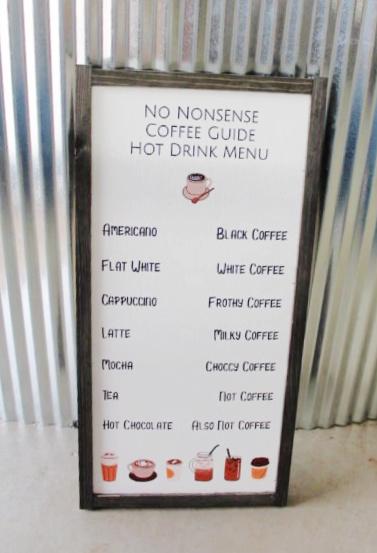 No Nonsense
Coffee Guide
Hot Drink Menu
Americano Black Coffee
Flat White White Coffee
Cappuccino Frothy Coffee
Latte Milky Coffee
Mocha Choccy Coffee
Tea Not Coffee
Hot Chocolate Also Not Coffee